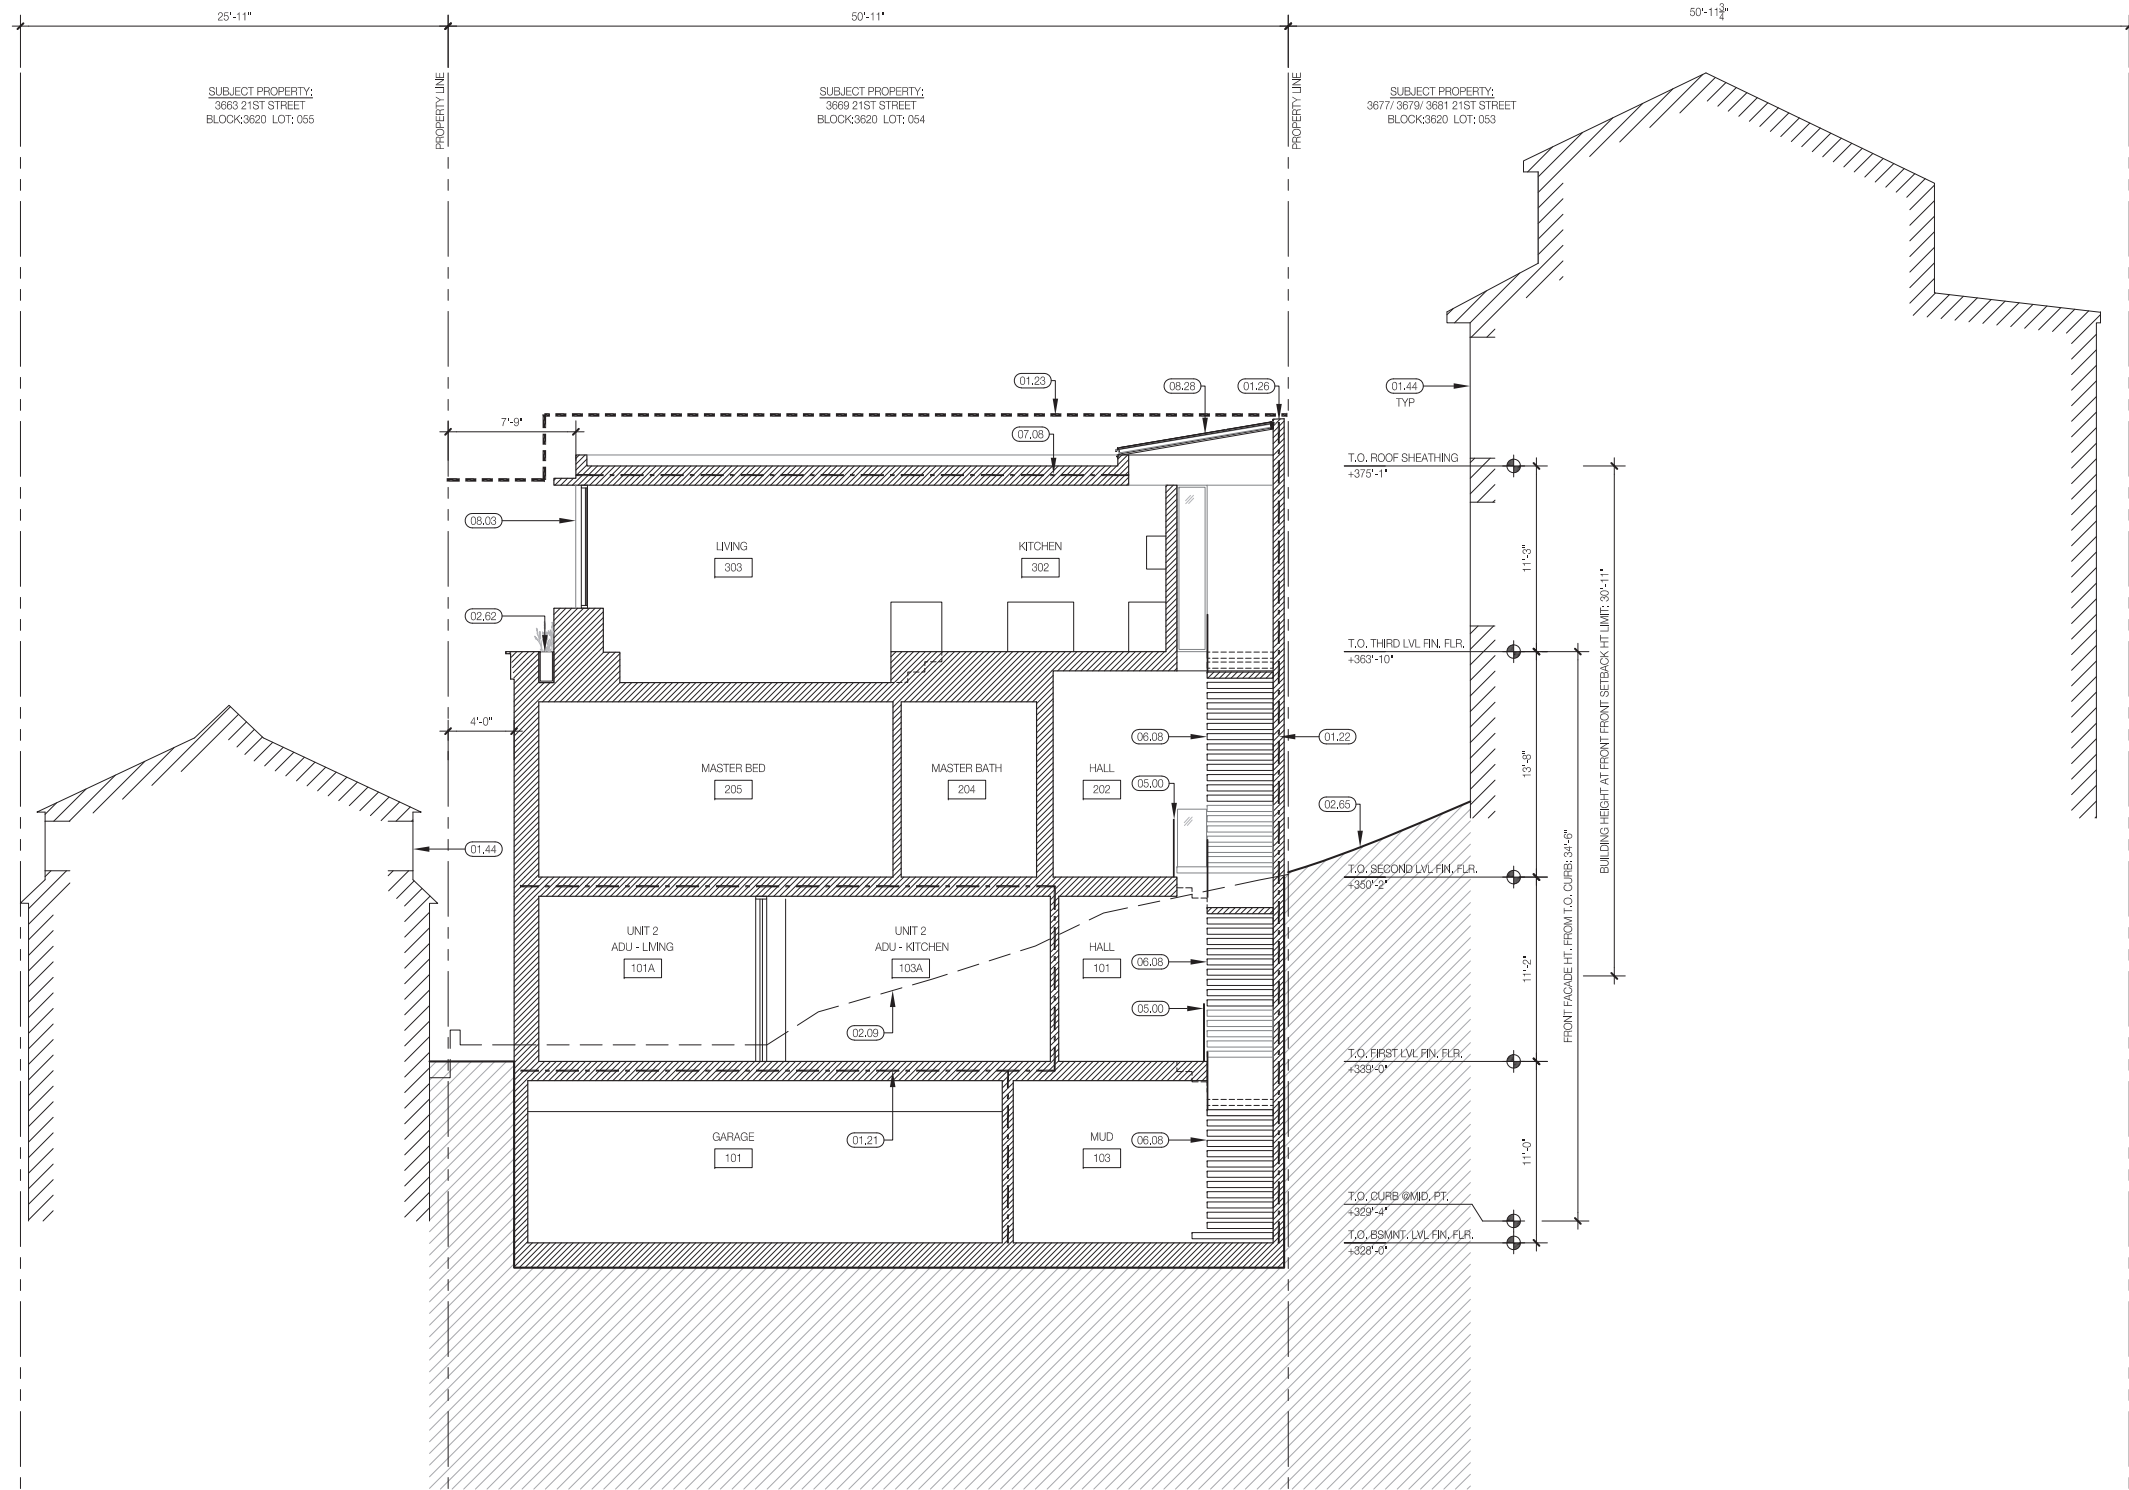 25'-11"
50'-11"
50'-11¾"
SUBJECT PROPERTY:
3663 21ST STREET
BLOCK:3620 LOT: 055
PROPERTY LINE
SUBJECT PROPERTY:
3669 21ST STREET
BLOCK:3620 LOT: 054
PROPERTY LINE
SUBJECT PROPERTY:
3677/ 3679/ 3681 21ST STREET
BLOCK:3620 LOT: 053
01.23
08.28
01.26
01.44
TYP
7'-9"
07.08
T.O. ROOF SHEATHING
+375'-1"
08.03
LIVING
303
KITCHEN
302
11'-3"
02.62
T.O. THIRD LVL FIN. FLR.
+363'-10"
BUILDING HEIGHT AT FRONT FRONT SETBACK HT LIMIT: 30'-11"
4'-0"
06.08
01.22
MASTER BED
205
MASTER BATH
204
HALL
202
05.00
13'-8"
02.65
01.44
T.O. SECOND LVL FIN. FLR.
+350'-2"
FRONT FACADE HT. FROM T.O. CURB: 34'-6"
UNIT 2
ADU - LIVING
101A
UNIT 2
ADU - KITCHEN
103A
HALL
101
06.08
11'-2"
05.00
02.09
T.O. FIRST LVL FIN. FLR.
+339'-0"
GARAGE
101
01.21
MUD
103
06.08
11'-0"
T.O. CURB @MID. PT.
+329'-4"
T.O. BSMNT. LVL FIN. FLR.
+328'-0"